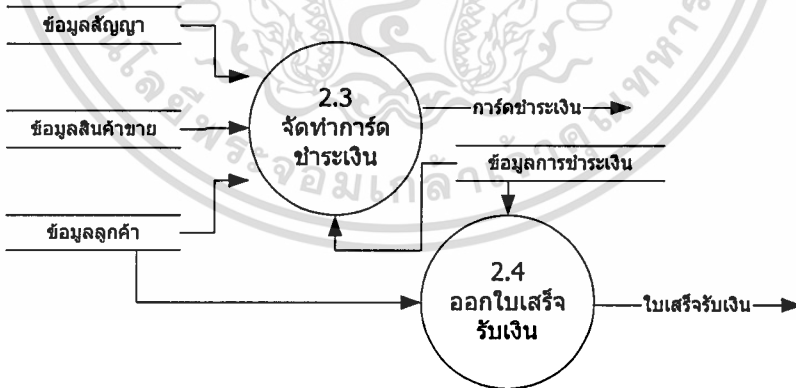 ข้อมูลสัญญา
ข้อมูลสินค้าขาย
ข้อมูลลูกค้า
2.3
จัดทำการ์ด
ชำระเงิน
การ์ดชำระเงิน
ข้อมูลการชำระเงิน
2.4
ออกใบเสร็จ
รับเงิน
ใบเสร็จรับเงิน